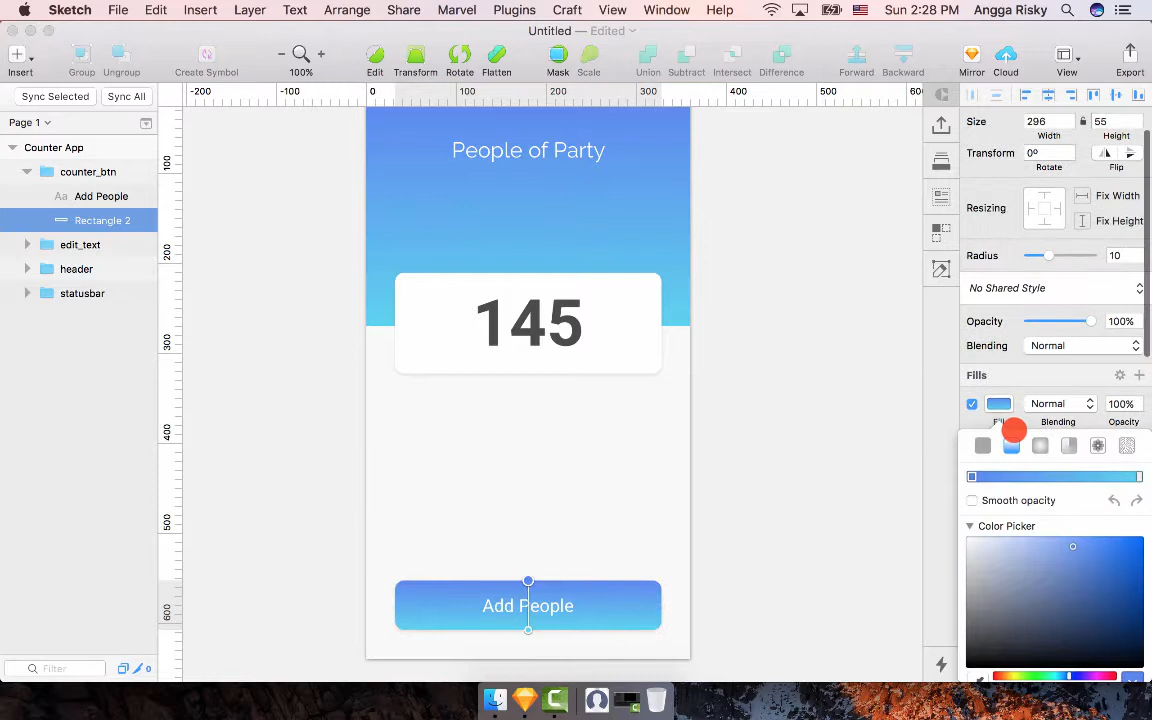 Sketch File Edit Insert Layer Text Arrange Share Marvel Plugins Craft View Window Help Sun 2:28 PM Angga Risky
Untitled — Edited
Insert Group Ungroup Create Symbol 100% Edit Transform Rotate Flatten Mask Scale Union Subtract Intersect Difference Forward Backward Mirror Cloud View Export
Sync Selected Sync All
-200 -100 0 100 200 300 400 500 600
Page 1
Counter App
counter_btn
Aa Add People
Rectangle 2
edit_text
header
statusbar
Filter
0
100
200
300
400
500
600
People of Party
145
Add People
Size 296 55
Width Height
Transform 0º
Rotate Flip
Resizing Fix Width
Fix Height
Radius 10
No Shared Style
Opacity 100%
Blending Normal
Fills
Normal 100%
Fill Blending Opacity
Smooth opacity
Color Picker